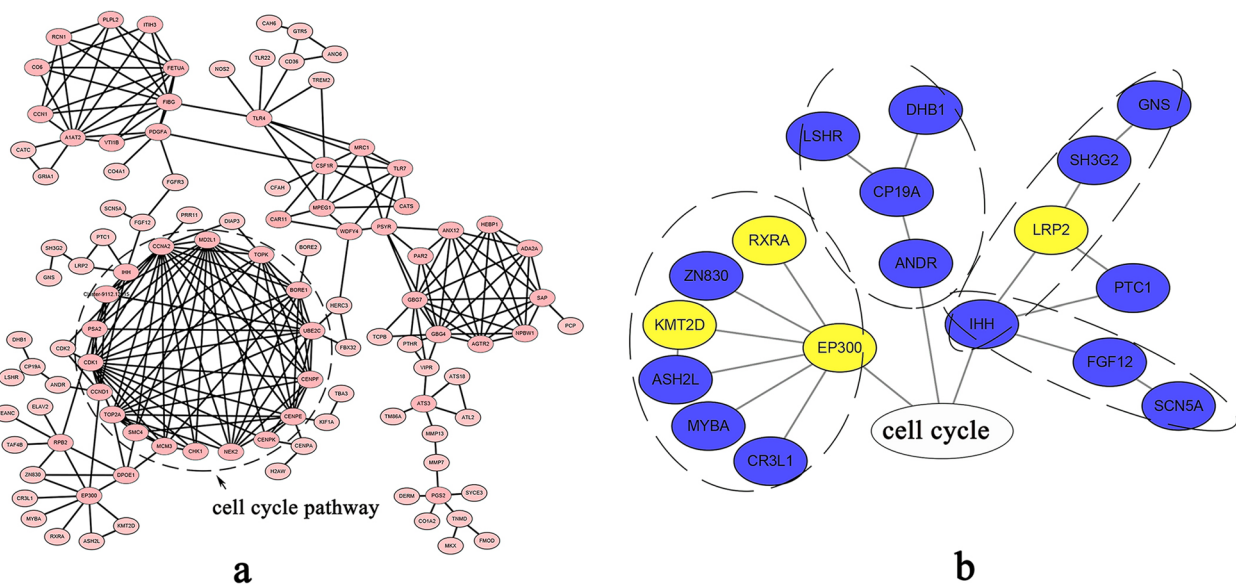 PLPL2
ITIH3
RCN1
CO6
FETUA
CCN1
FIBG
A1AT2
VTI1B
PDGFA
CATC
GRIA1
CO4A1
FGFR3
CAH6
GTR5
CD36
ANO6
NOS2
TLR22
TREM2
TLR4
MRC1
CSF1R
TLR7
CFAH
MPEG1
CATS
CAR11
WDFY4
PSYR
ANX12
HEBP1
ADA2A
PAR2
SAP
GBG7
GBG4
AGTR2
HPBW1
PCP
TCPB
PTHR
VIPR
ATS18
ATS3
TM86A
ATL2
MMP13
MMP7
DERM
PGS2
SYCE3
CO1A2
TNMD
MKX
FMOD
SCN5A
FGF12
PRR11
DIAP3
CCNA2
MD2L1
TOPK
BORE2
SH3G2
PTC1
LRP2
GNS
IHH
BORE1
HERC3
UBE2C
FBX32
PSA2
CDK2
CDK1
DHB1
CP19A
LSHR
ANDR
CCND1
CENPF
TBA3
CENPE
KIF1A
TOP2A
SMC4
MCM3
CHK1
NEK2
CENPK
CENPA
H2AW
ELAV2
TAF4B
RPB2
ZN830
DPOE1
EP300
CR3L1
MYBA
RXRA
ASH2L
KMT2D
cell cycle pathway
a
DHB1
GNS
LSHR
SH3G2
CP19A
RXRA
LRP2
ZN830
ANDR
PTC1
KMT2D
IHH
EP300
ASH2L
FGF12
SCN5A
MYBA
cell cycle
CR3L1
b